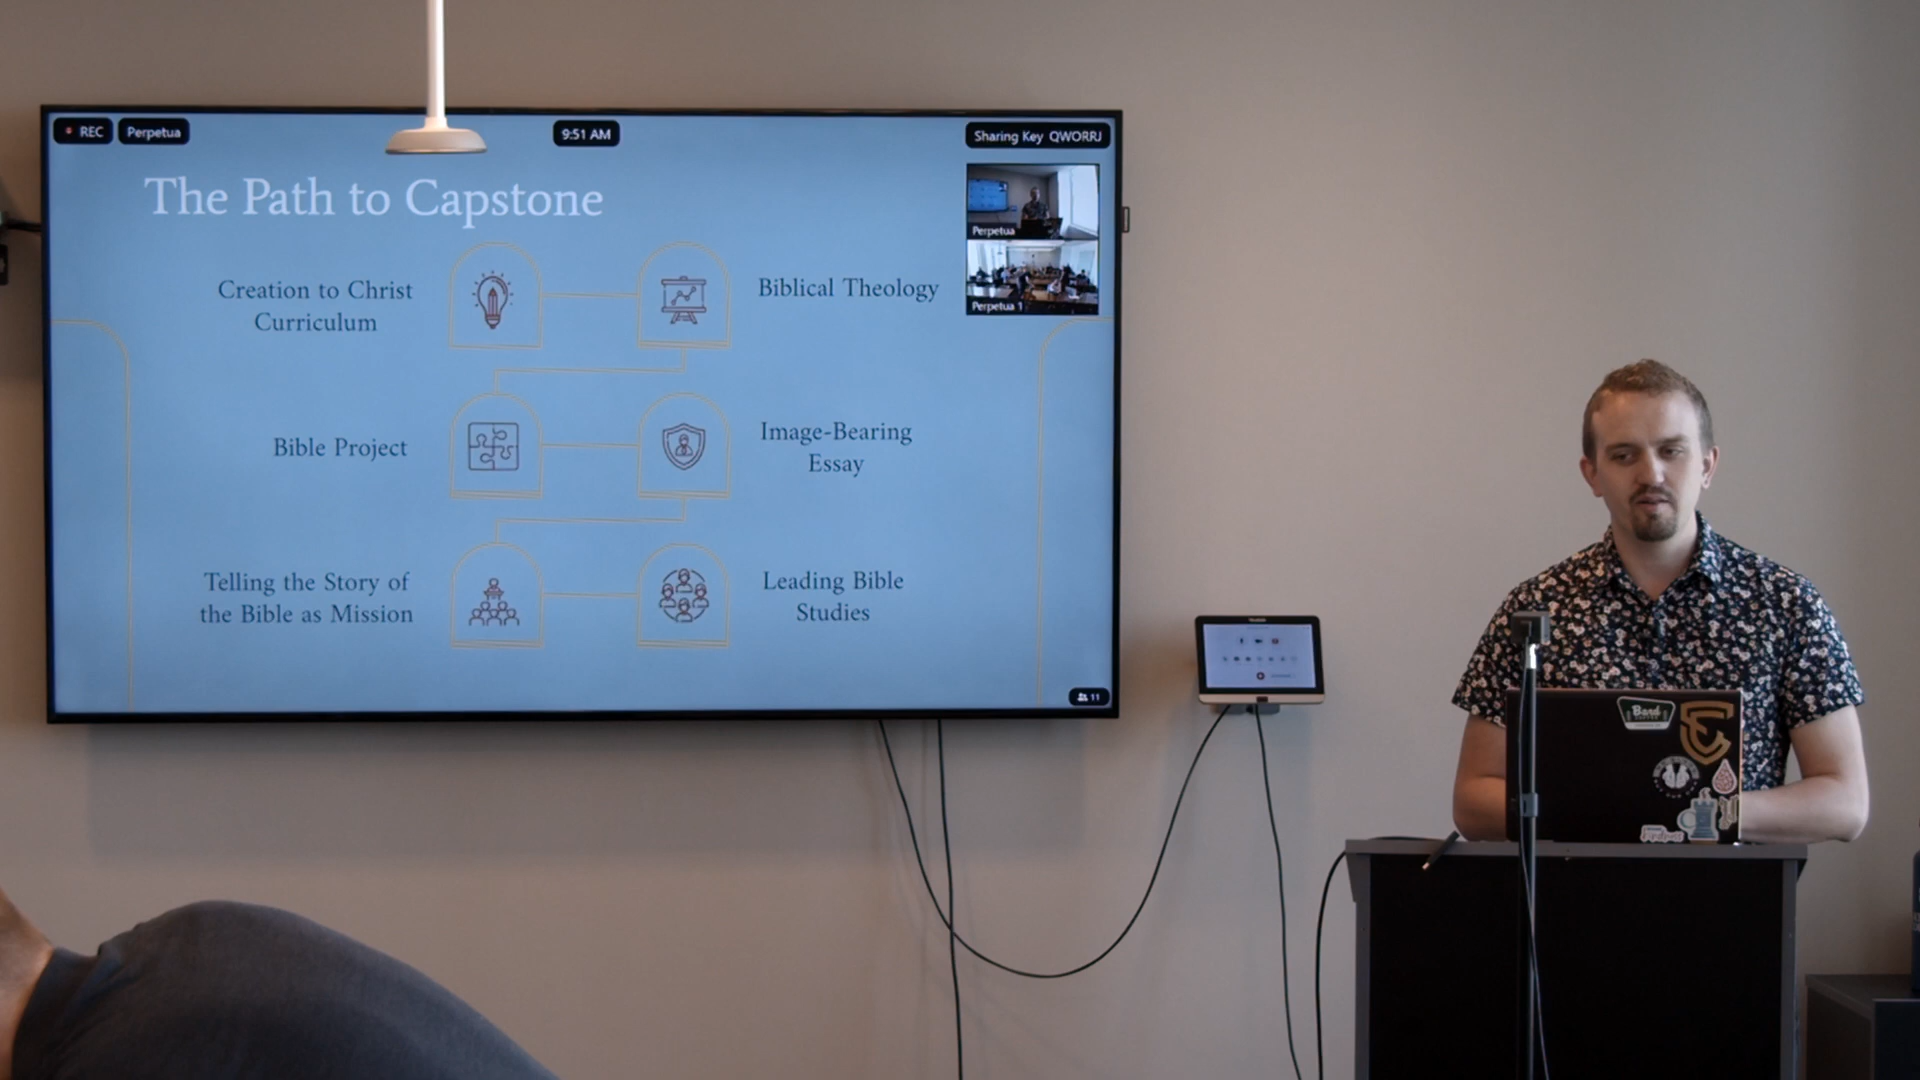 REC
Perpetua
9:51 AM
Sharing Key QWORRJ
The Path to Capstone
Perpetua
Perpetua 1
Creation to Christ
Curriculum
Biblical Theology
Bible Project
Image-Bearing
Essay
Telling the Story of
the Bible as Mission
Leading Bible
Studies
11
Bard